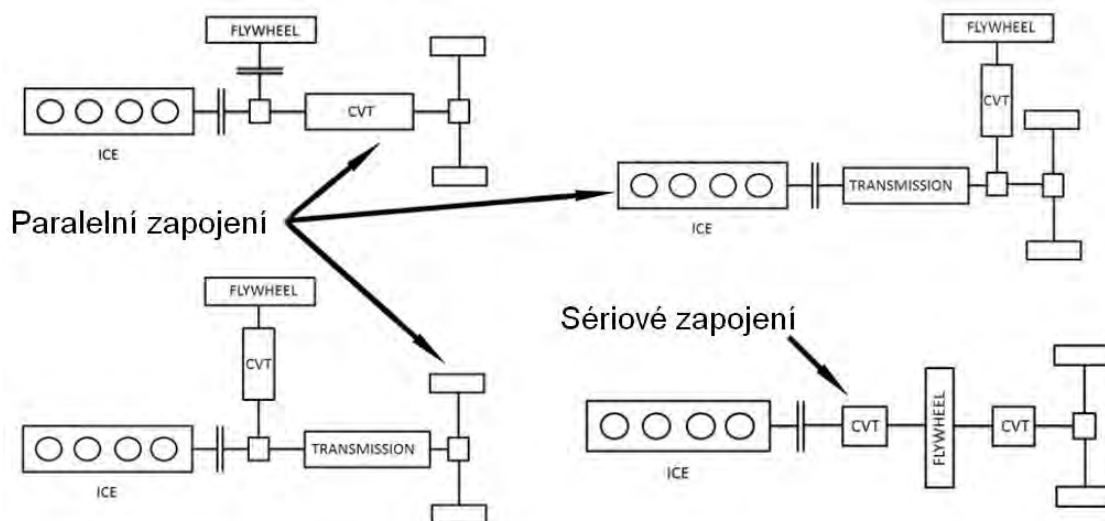 FLYWHEEL
CVT
ICE
FLYWHEEL
CVT
TRANSMISSION
ICE
Paralelní zapojení
FLYWHEEL
CVT
TRANSMISSION
ICE
Sériové zapojení
CVT
FLYWHEEL
CVT
ICE